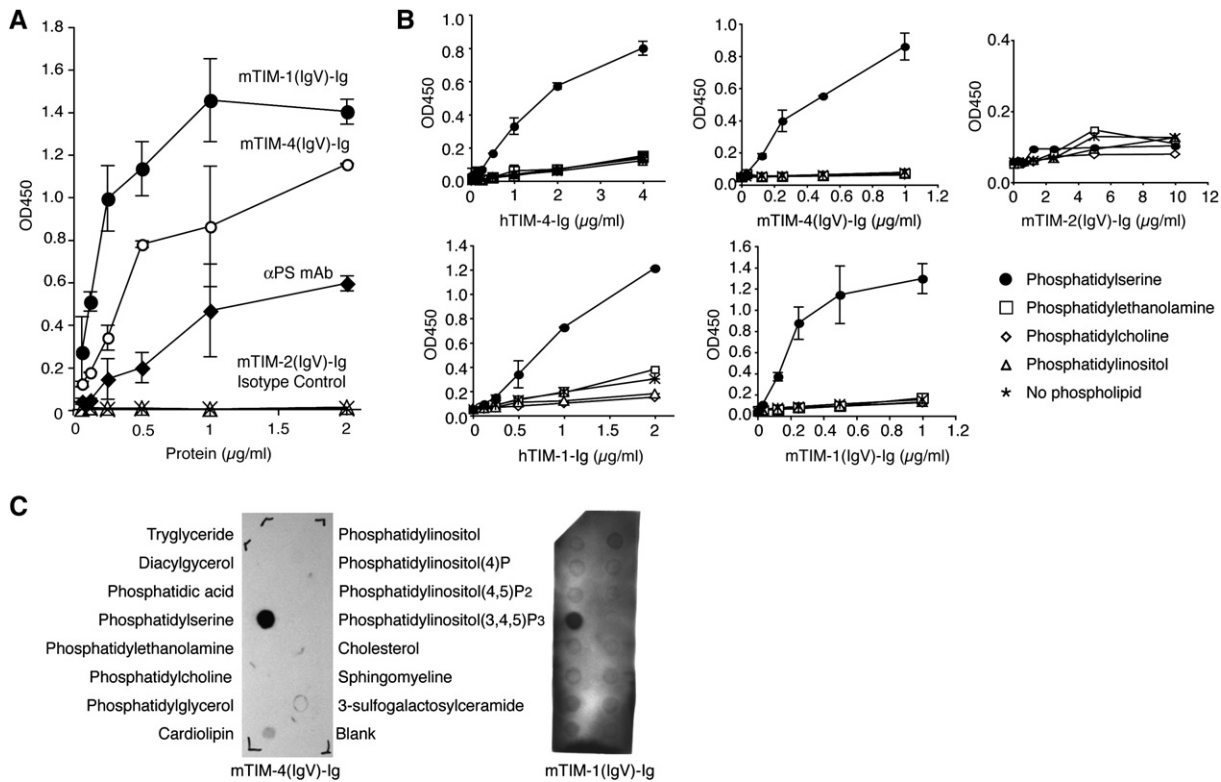 A
1.8
1.6
1.4
1.2
1.0
0.8
0.6
0.4
0.2
0
OD450
mTIM-1(IgV)-Ig
mTIM-4(IgV)-Ig
αPS mAb
mTIM-2(IgV)-Ig
Isotype Control
0 0.5 1 1.5 2
Protein (µg/ml)
B
1.0
0.8
0.6
0.4
0.2
0.0
OD450
0 1 2 3 4
hTIM-4-Ig (µg/ml)
1.0
0.8
0.6
0.4
0.2
0.0
OD450
0 0.2 0.4 0.6 0.8 1 1.2
mTIM-4(IgV)-Ig (µg/ml)
0.4
0.2
0.0
OD450
0 2 4 6 8 10 12
mTIM-2(IgV)-Ig (µg/ml)
1.4
1.2
1.0
0.8
0.6
0.4
0.2
0.0
OD450
0 0.5 1 1.5 2
hTIM-1-Ig (µg/ml)
1.6
1.4
1.2
1.0
0.8
0.6
0.4
0.2
0.0
OD450
0 0.2 0.4 0.6 0.8 1 1.2
mTIM-1(IgV)-Ig (µg/ml)
Phosphatidylserine
Phosphatidylethanolamine
Phosphatidylcholine
Phosphatidylinositol
No phospholipid
C
Tryglyceride
Diacylgycerol
Phosphatidic acid
Phosphatidylserine
Phosphatidylethanolamine
Phosphatidylcholine
Phosphatidylglycerol
Cardiolipin
Phosphatidylinositol
Phosphatidylinositol(4)P
Phosphatidylinositol(4,5)P2
Phosphatidylinositol(3,4,5)P3
Cholesterol
Sphingomyeline
3-sulfogalactosylceramide
Blank
mTIM-4(IgV)-Ig
mTIM-1(IgV)-Ig